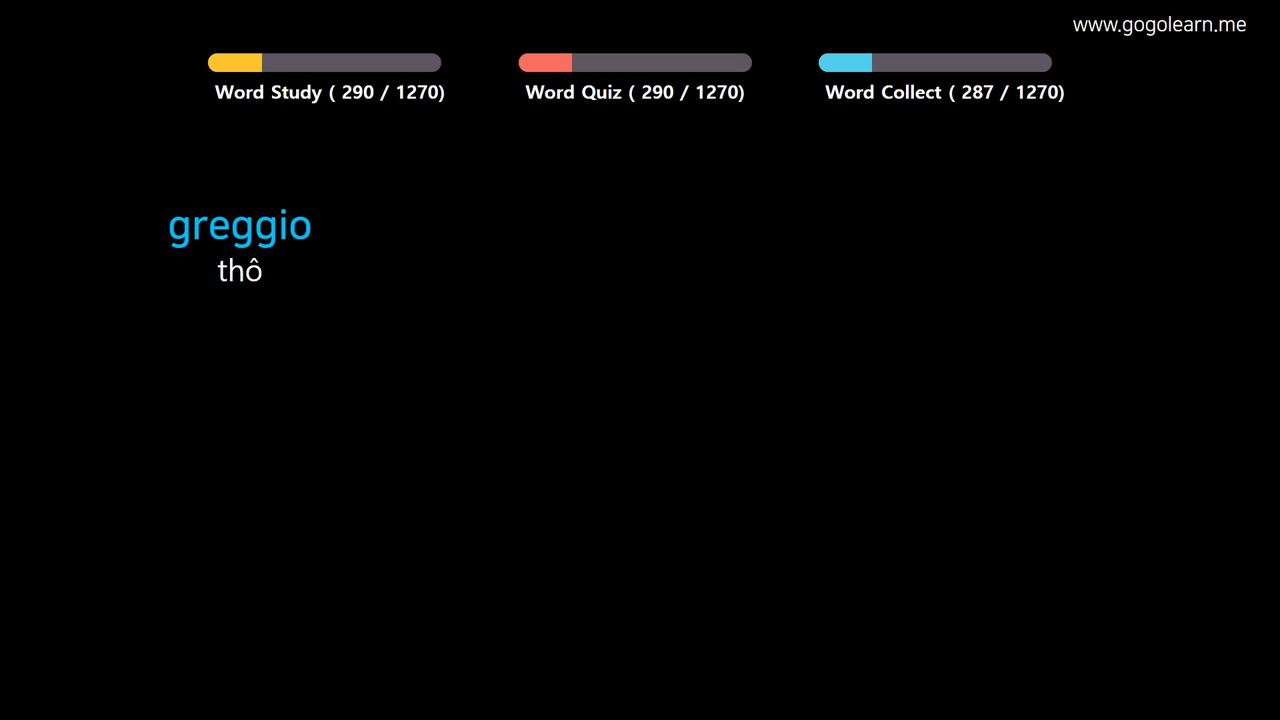 www.gogolearn.me
Word Study ( 290 / 1270)
Word Quiz ( 290 / 1270)
Word Collect ( 287 / 1270)
greggio
thô